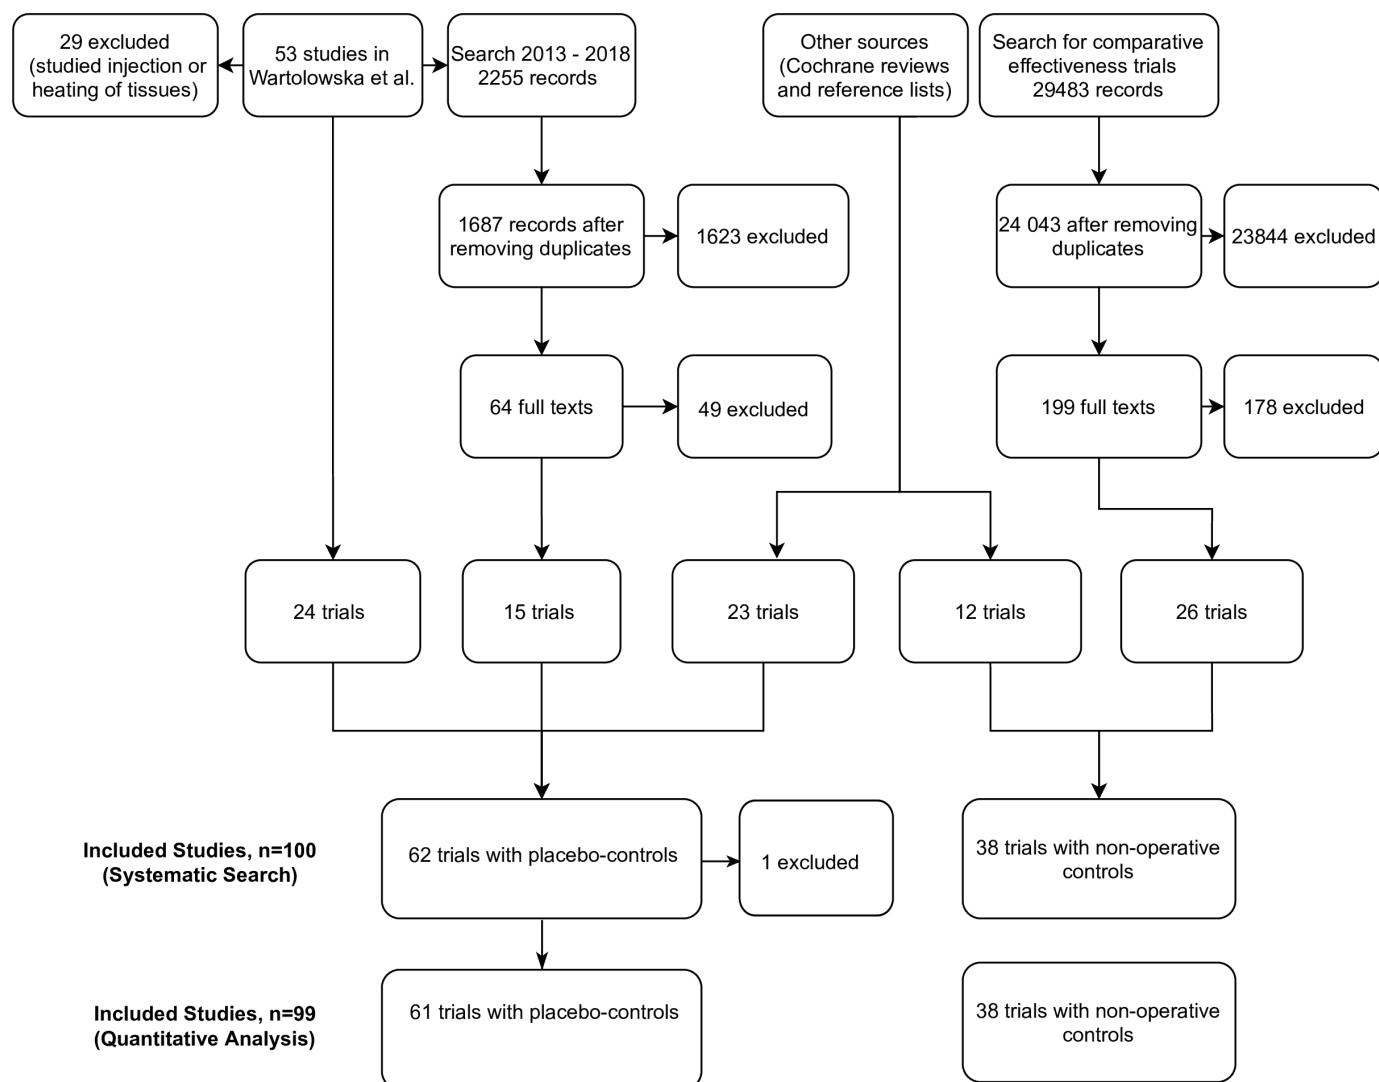 29 excluded
(studied injection or
heating of tissues)
53 studies in
Wartolowska et al.
Search 2013 - 2018
2255 records
Other sources
(Cochrane reviews
and reference lists)
Search for comparative
effectiveness trials
29483 records
1687 records after
removing duplicates
1623 excluded
24 043 after removing
duplicates
23844 excluded
64 full texts
49 excluded
199 full texts
178 excluded
24 trials
15 trials
23 trials
12 trials
26 trials
Included Studies, n=100
(Systematic Search)
62 trials with placebo-controls
1 excluded
38 trials with non-operative
controls
Included Studies, n=99
(Quantitative Analysis)
61 trials with placebo-controls
38 trials with non-operative
controls